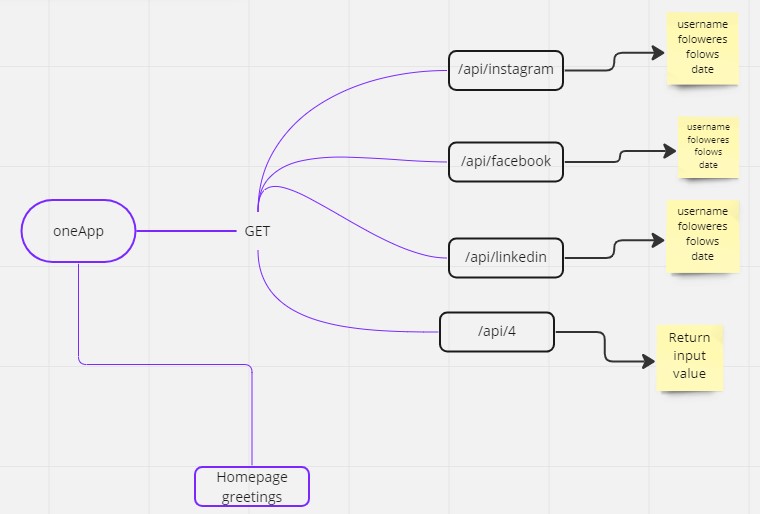 username
foloweres
folows
date
/api/instagram
username
foloweres
folows
date
/api/facebook
oneApp
GET
username
foloweres
folows
date
/api/linkedin
/api/4
Return
input
value
Homepage
greetings